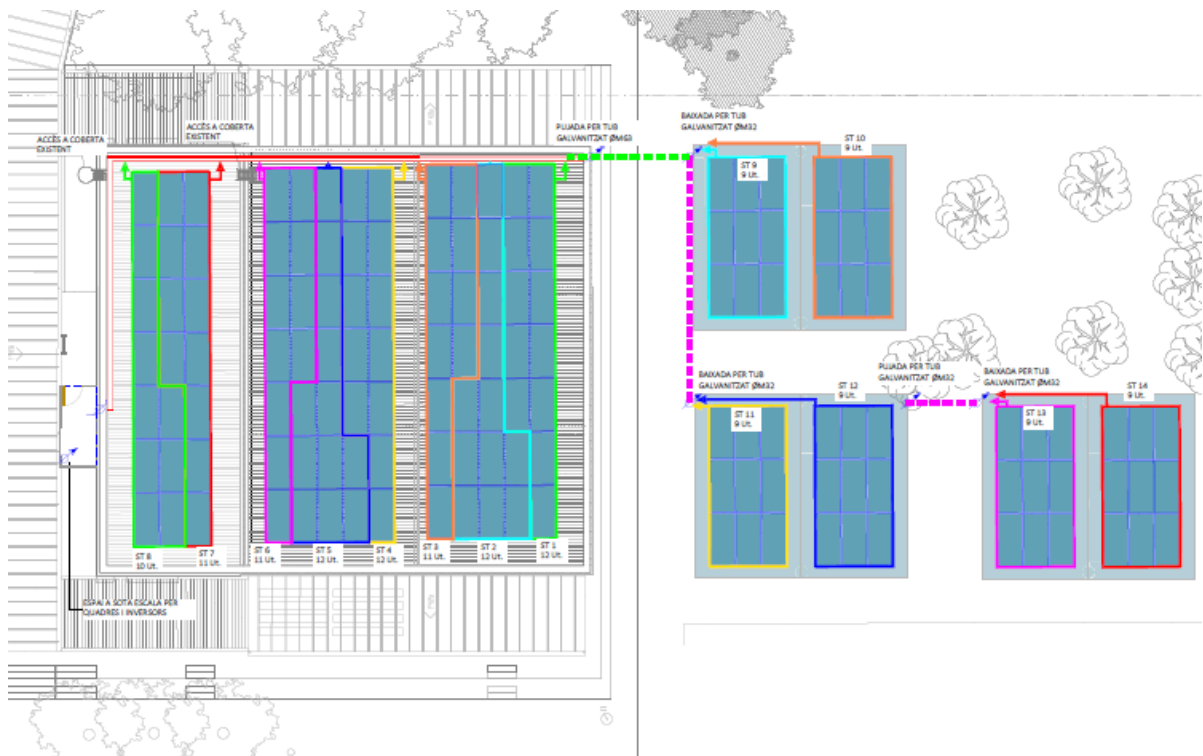 BAIXADA PER TUB
GALVANITZAT ØM32
ACCÈS A COBERTA
EXISTENT
ACCÈS A COBERTA
EXISTENT
PUJADA PER TUB
GALVANITZAT ØM63
ST 10
9 Ut.
ST 9
9 Ut.
BAIXADA PER TUB
GALVANITZAT ØM32
PUJADA PER TUB
GALVANITZAT ØM32
BAIXADA PER TUB
GALVANITZAT ØM32
ST 12
9 Ut.
ST 14
9 Ut.
ST 11
9 Ut.
ST 13
9 Ut.
ST 8
10 Ut.
ST 7
11 Ut.
ST 6
11 Ut.
ST 5
12 Ut.
ST 4
12 Ut.
ST 3
11 Ut.
ST 2
12 Ut.
ST 1
12 Ut.
ESPAI A SOTA ESCALA PER
QUADRES I INVERSORS